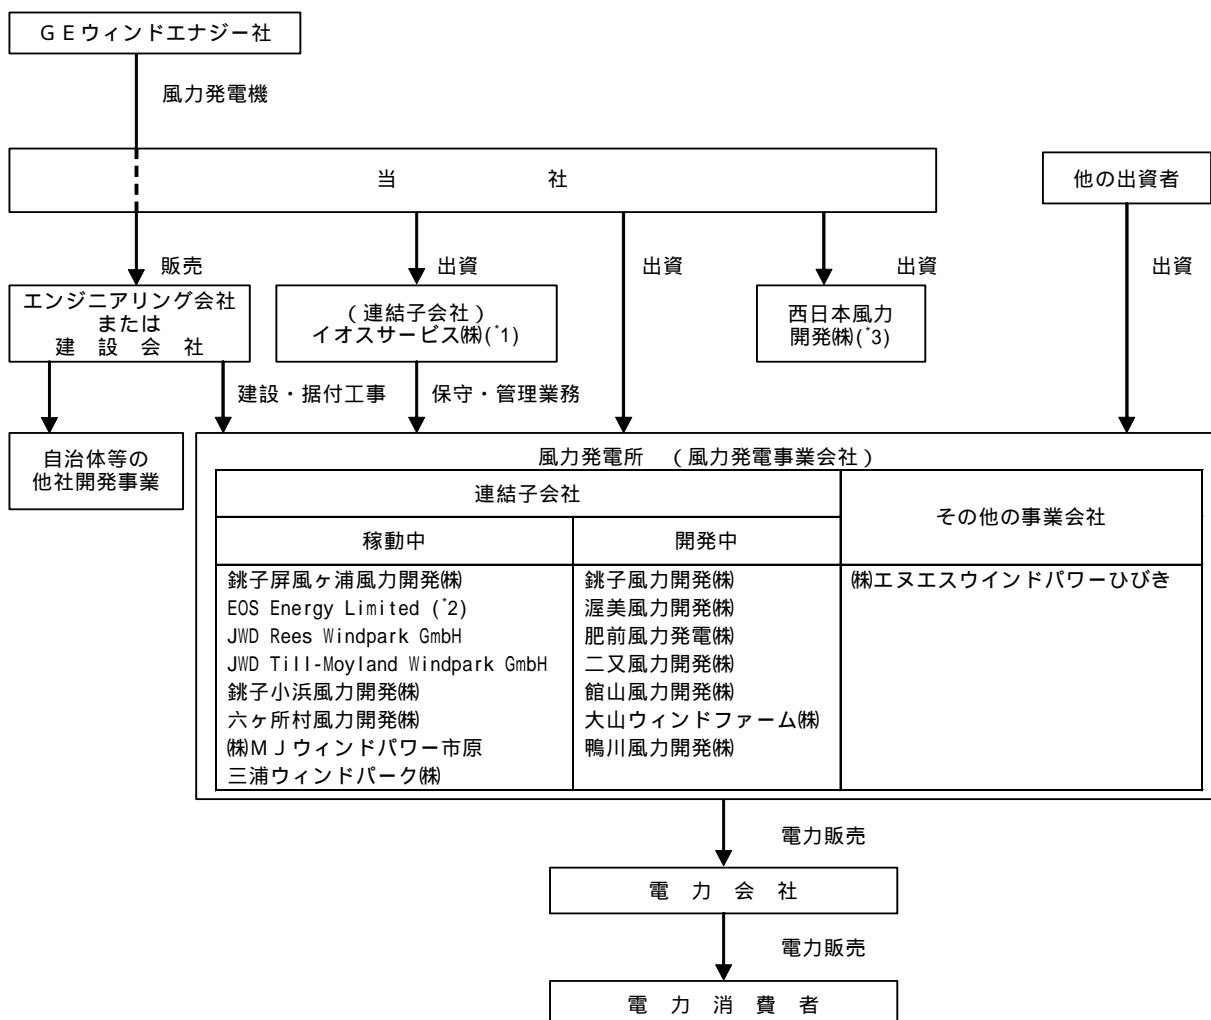 ＧＥウィンドエナジー社
風力発電機
当　　　社
他の出資者
販売
出資
出資
出資
出資
エンジニアリング会社
または
建　設　会　社
（連結子会社）
イオスサービス㈱(*1)
西日本風力
開発㈱(*3)
建設・据付工事
保守・管理業務
自治体等の
他社開発事業
風力発電所　（風力発電事業会社）
連結子会社
その他の事業会社
稼動中
開発中
銚子屏風ヶ浦風力開発㈱
EOS Energy Limited (*2)
JWD Rees Windpark GmbH
JWD Till-Moyland Windpark GmbH
銚子小浜風力開発㈱
六ヶ所村風力開発㈱
㈱ＭＪウィンドパワー市原
三浦ウィンドパーク㈱
銚子風力開発㈱
渥美風力開発㈱
肥前風力発電㈱
二又風力開発㈱
館山風力開発㈱
大山ウィンドファーム㈱
鴨川風力開発㈱
㈱エヌエスウインドパワーひびき
電力販売
電　力　会　社
電力販売
電　力　消　費　者